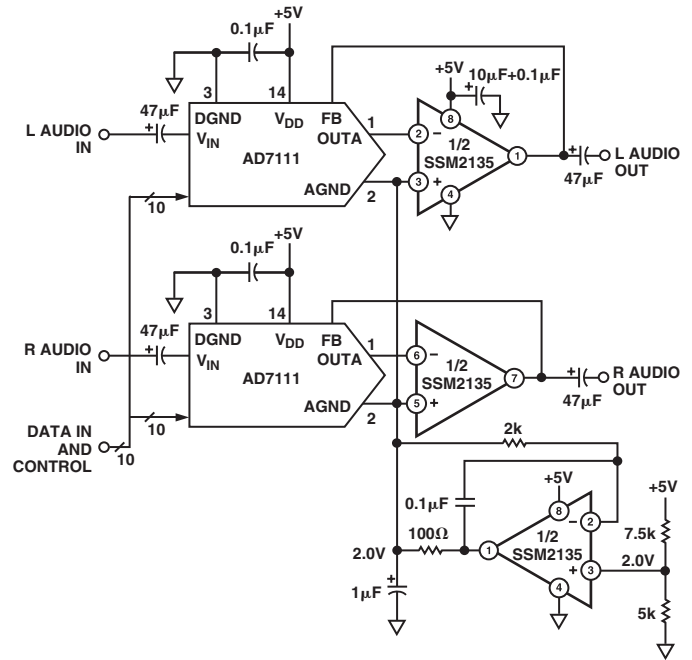 +5V
0.1μF
3
14
47μF
DGND
VDD
FB
L AUDIO
IN
VIN
OUTA
1
AD7111
AGND
2
10
+5V
10μF+0.1μF
8
2
−
1/2
SSM2135
1
3
+
4
47μF
L AUDIO
OUT
+5V
0.1μF
3
14
47μF
DGND
VDD
FB
R AUDIO
IN
VIN
OUTA
1
AD7111
AGND
2
10
6
−
1/2
SSM2135
7
5
+
47μF
R AUDIO
OUT
DATA IN
AND
CONTROL
10
2k
0.1μF
+5V
8
−
2
+5V
7.5k
100Ω
1
1/2
SSM2135
2.0V
+
3
2.0V
4
1μF
5k